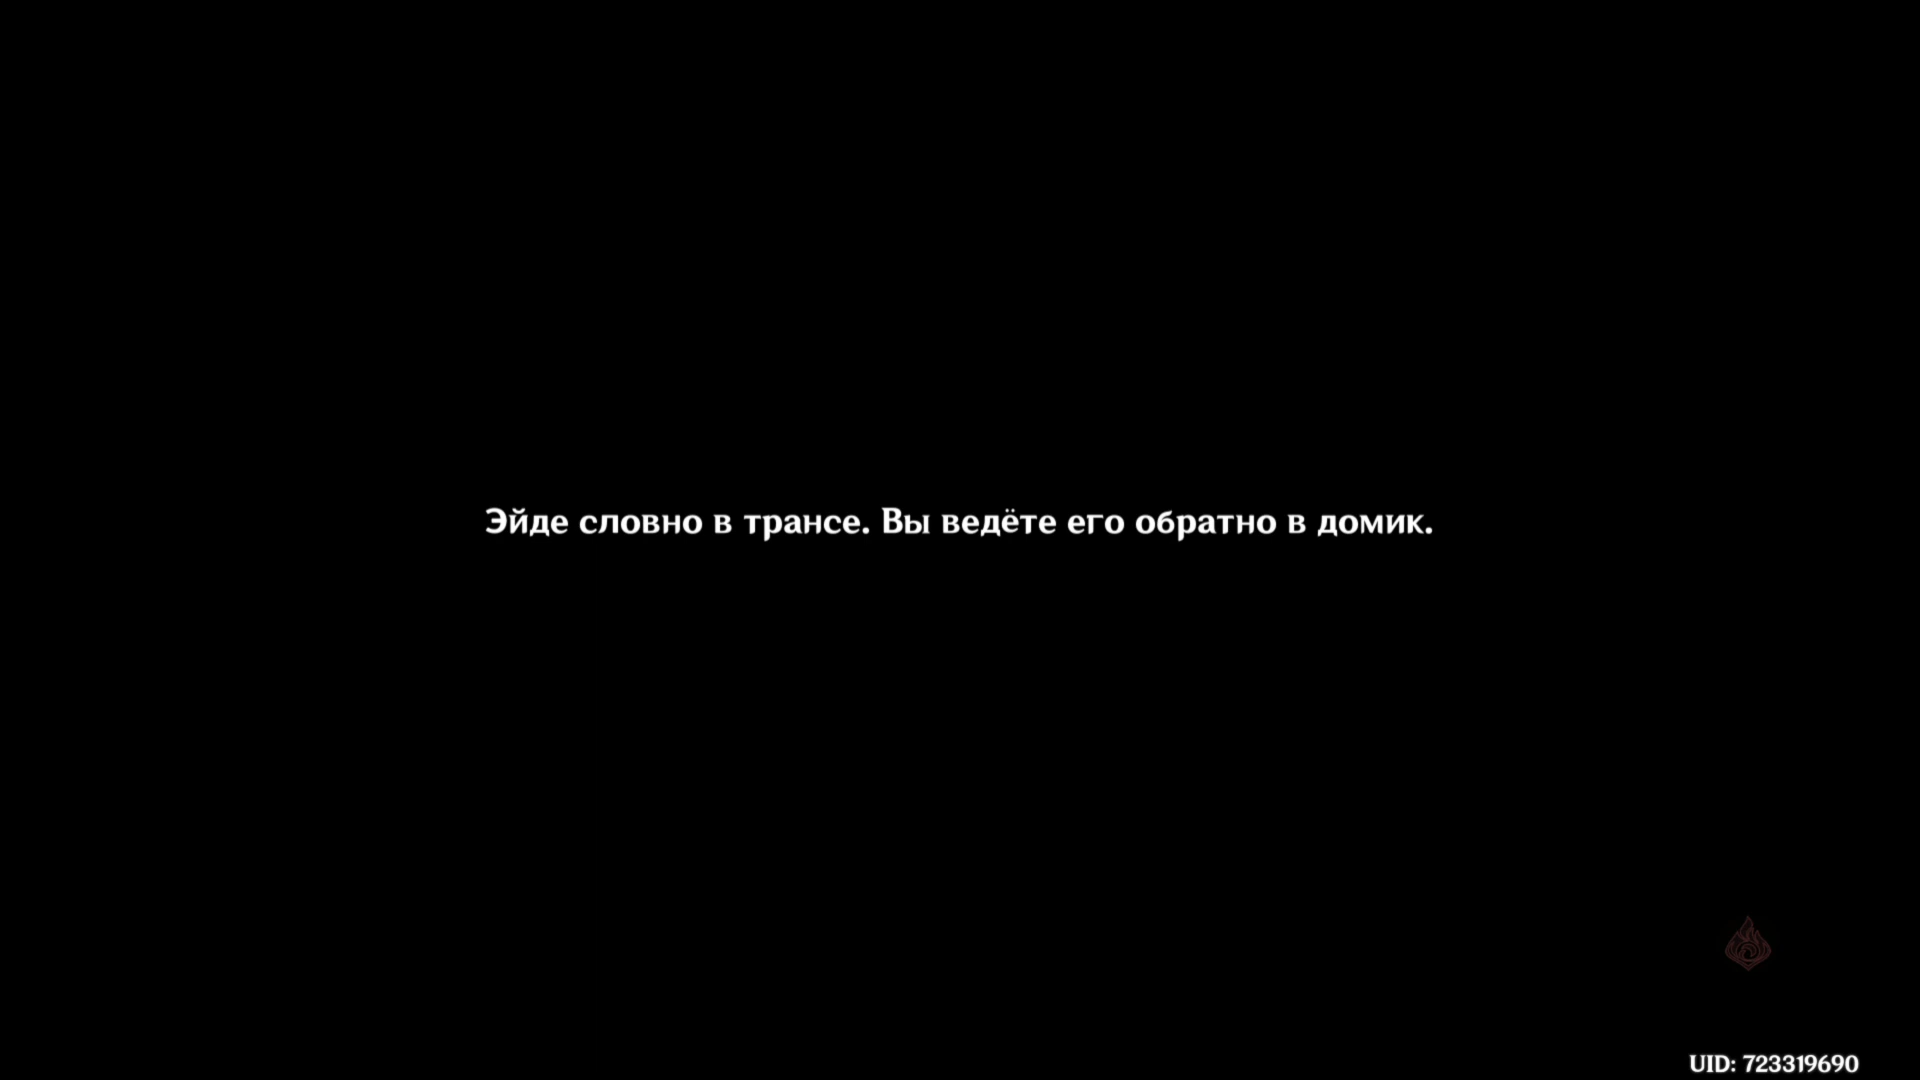 Эйде словно в трансе. Вы ведёте его обратно в домик.
UID: 723319690